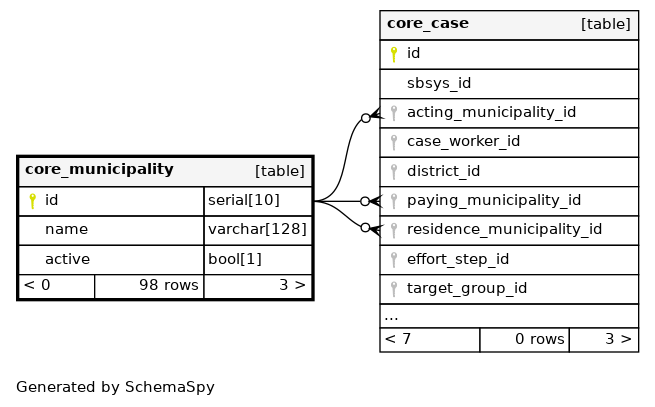 core_case [table]
id
sbsys_id
acting_municipality_id
case_worker_id
district_id
paying_municipality_id
residence_municipality_id
effort_step_id
target_group_id
...
< 7 0 rows 3 >
core_municipality [table]
id serial[10]
name varchar[128]
active bool[1]
< 0 98 rows 3 >
Generated by SchemaSpy